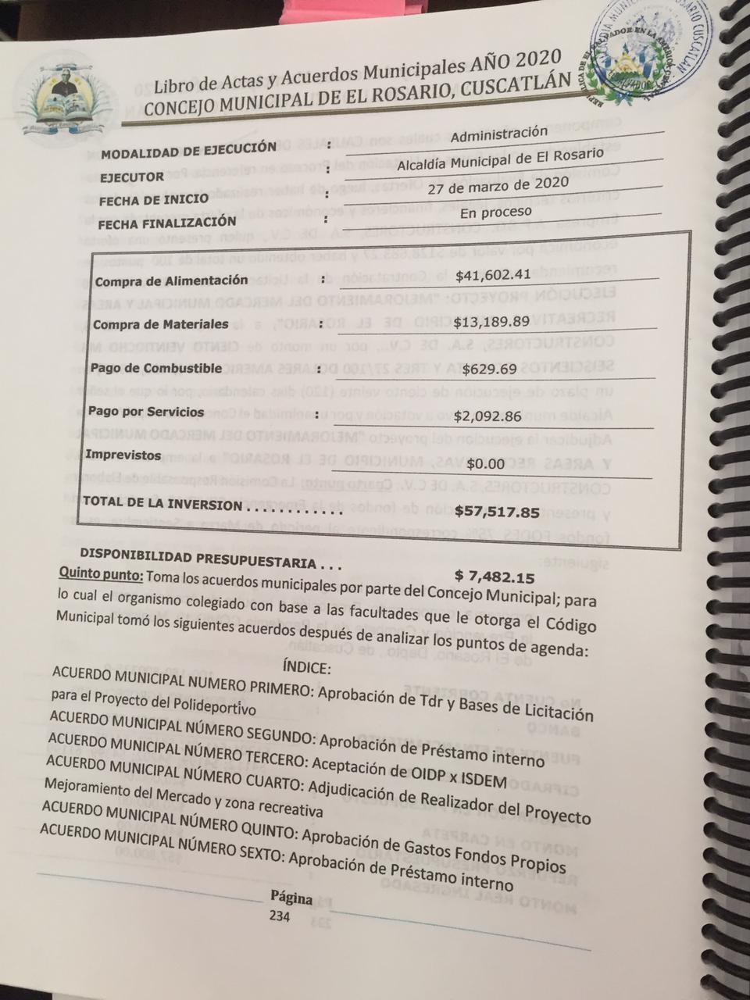 Libro de Actas y Acuerdos Municipales AÑO 2020
CONCEJO MUNICIPAL DE EL ROSARIO, CUSCATLÁN
MODALIDAD DE EJECUCIÓN : Administración
EJECUTOR : Alcaldía Municipal de El Rosario
FECHA DE INICIO : 27 de marzo de 2020
FECHA FINALIZACIÓN : En proceso
Compra de Alimentación : $41,602.41
Compra de Materiales : $13,189.89
Pago de Combustible : $629.69
Pago por Servicios : $2,092.86
Imprevistos $0.00
TOTAL DE LA INVERSION . . . . . . . . . . . . $57,517.85
DISPONIBILIDAD PRESUPUESTARIA . . . $ 7,482.15
Quinto punto: Toma los acuerdos municipales por parte del Concejo Municipal; para
lo cual el organismo colegiado con base a las facultades que le otorga el Código
Municipal tomó los siguientes acuerdos después de analizar los puntos de agenda:
ÍNDICE:
ACUERDO MUNICIPAL NUMERO PRIMERO: Aprobación de Tdr y Bases de Licitación
para el Proyecto del Polideportivo
ACUERDO MUNICIPAL NÚMERO SEGUNDO: Aprobación de Préstamo interno
ACUERDO MUNICIPAL NÚMERO TERCERO: Aceptación de OIDP x ISDEM
ACUERDO MUNICIPAL NÚMERO CUARTO: Adjudicación de Realizador del Proyecto
Mejoramiento del Mercado y zona recreativa
ACUERDO MUNICIPAL NÚMERO QUINTO: Aprobación de Gastos Fondos Propios
ACUERDO MUNICIPAL NÚMERO SEXTO: Aprobación de Préstamo interno
Página
234